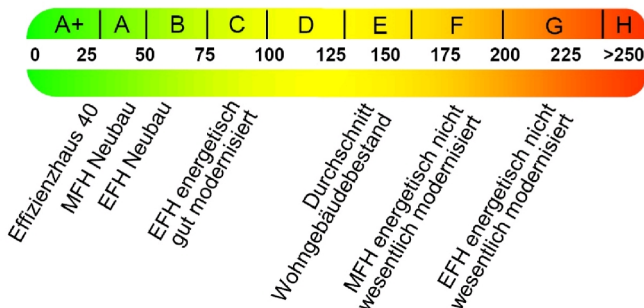 A+ A B C D E F G H
0 25 50 75 100 125 150 175 200 225 >250
Effizienzhaus 40
MFH Neubau
EFH Neubau
EFH energetisch
gut modernisiert
Durchschnitt
Wohngebäudebestand
MFH energetisch nicht
wesentlich modernisiert
EFH energetisch nicht
wesentlich modernisiert